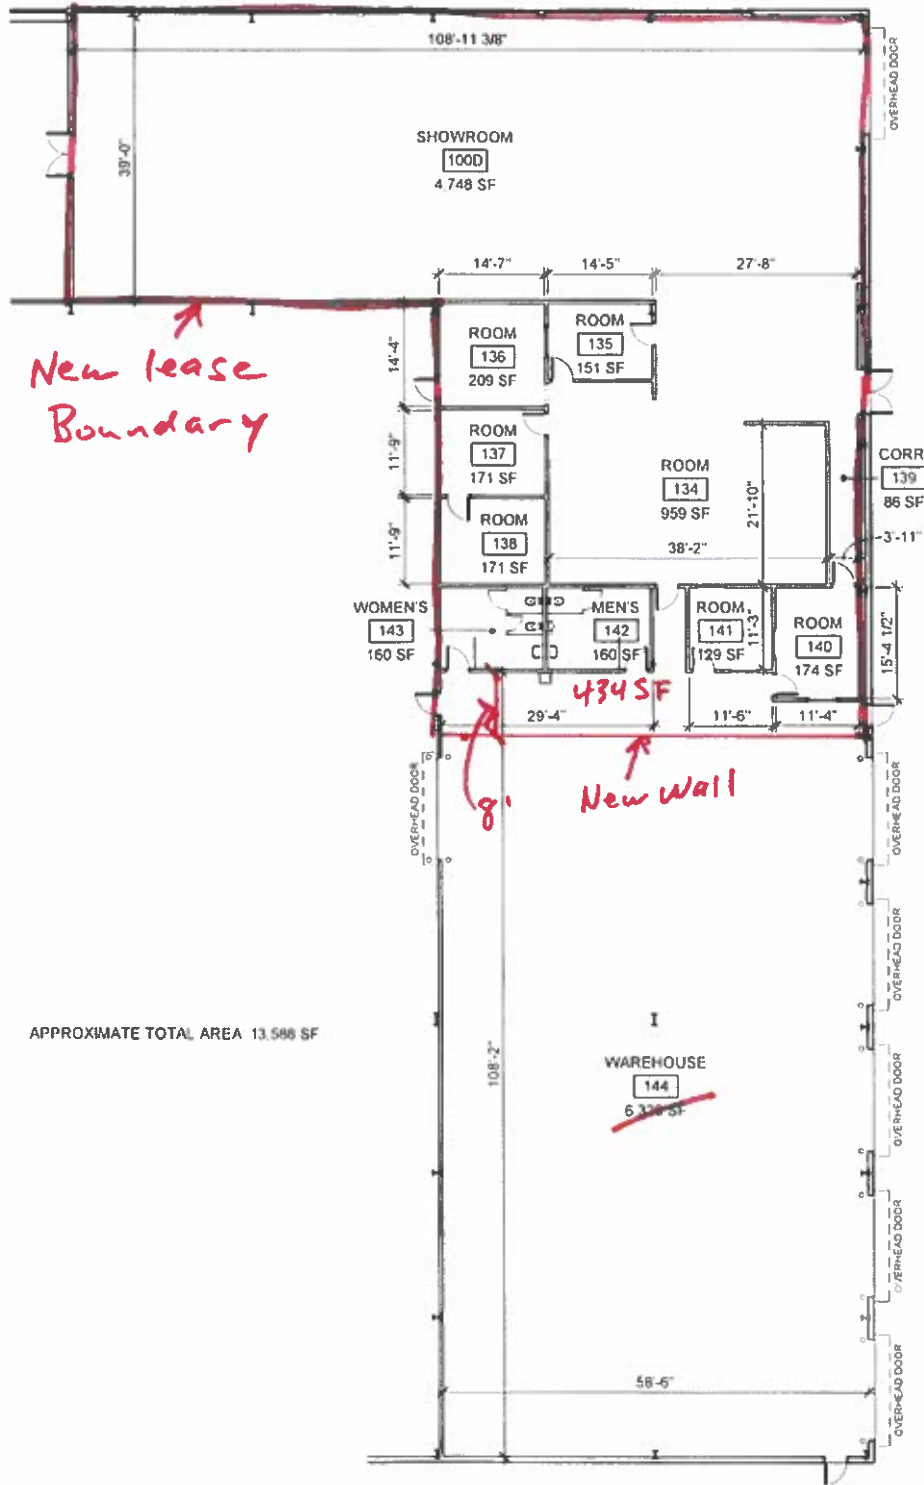 108'-11 3/8"
OVERHEAD DOOR
39'-0"
SHOWROOM
100D
4,748 SF
14'-7"
14'-5"
27'-8"
New lease
Boundary
14'-4"
ROOM
136
209 SF
ROOM
135
151 SF
11'-9"
ROOM
137
171 SF
ROOM
134
959 SF
21'-10"
CORR
139
86 SF
11'-9"
ROOM
138
171 SF
38'-2"
3'-11"
WOMEN'S
143
160 SF
MEN'S
142
160 SF
ROOM
141
129 SF
11'-3"
ROOM
140
174 SF
15'-4 1/2"
434 SF
29'-4"
11'-6"
11'-4"
8'
New Wall
OVERHEAD DOOR
OVERHEAD DOOR
OVERHEAD DOOR
APPROXIMATE TOTAL AREA 13,588 SF
108'-2"
WAREHOUSE
144
OVERHEAD DOOR
OVERHEAD DOOR
58'-6"
OVERHEAD DOOR